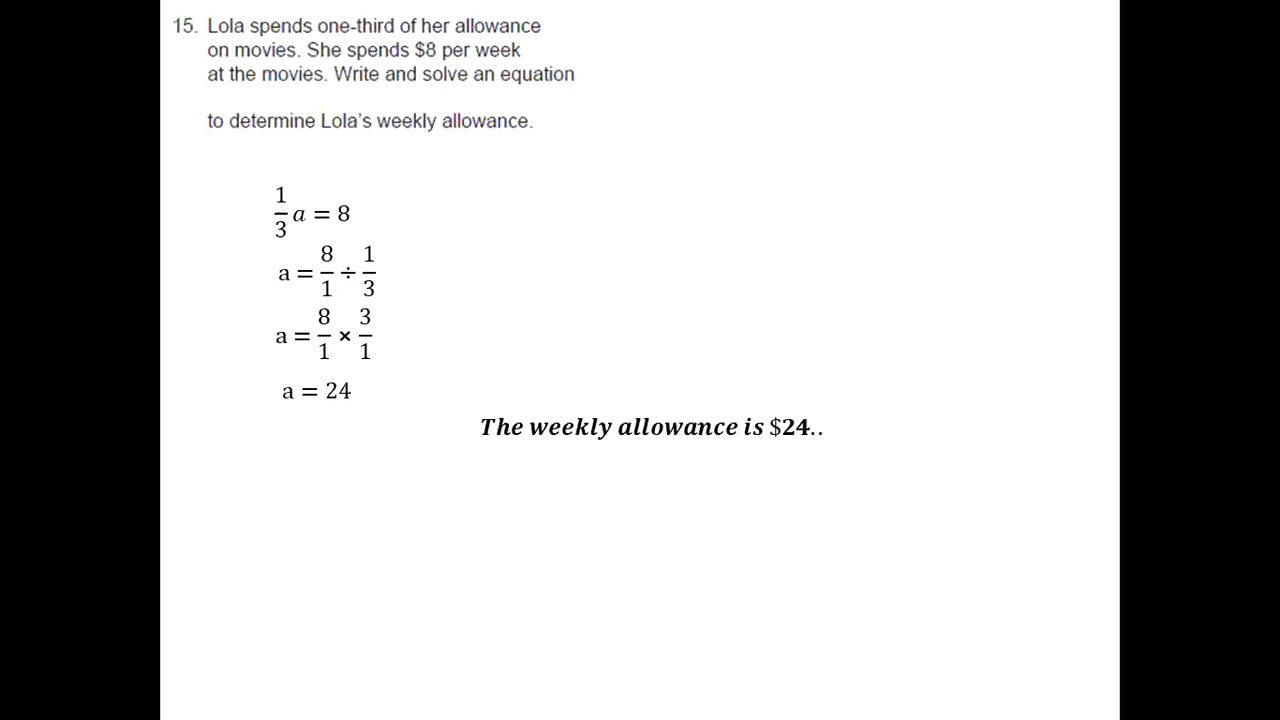 15. Lola spends one-third of her allowance
on movies. She spends $8 per week
at the movies. Write and solve an equation
to determine Lola's weekly allowance.
1/3 a = 8
a = 8/1 ÷ 1/3
a = 8/1 × 3/1
a = 24
The weekly allowance is $24..